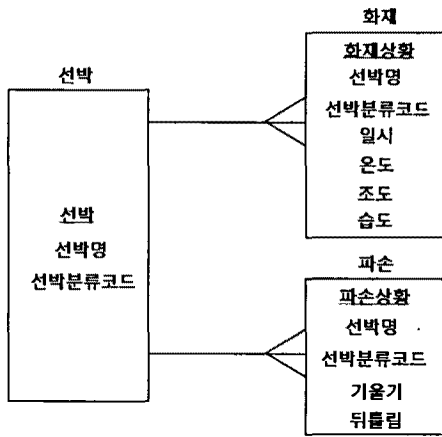 선박
선박
선박명
선박분류코드
화재
화재상황
선박명
선박분류코드
일시
온도
조도
습도
파손
파손상황
선박명
선박분류코드
기울기
뒤틀림